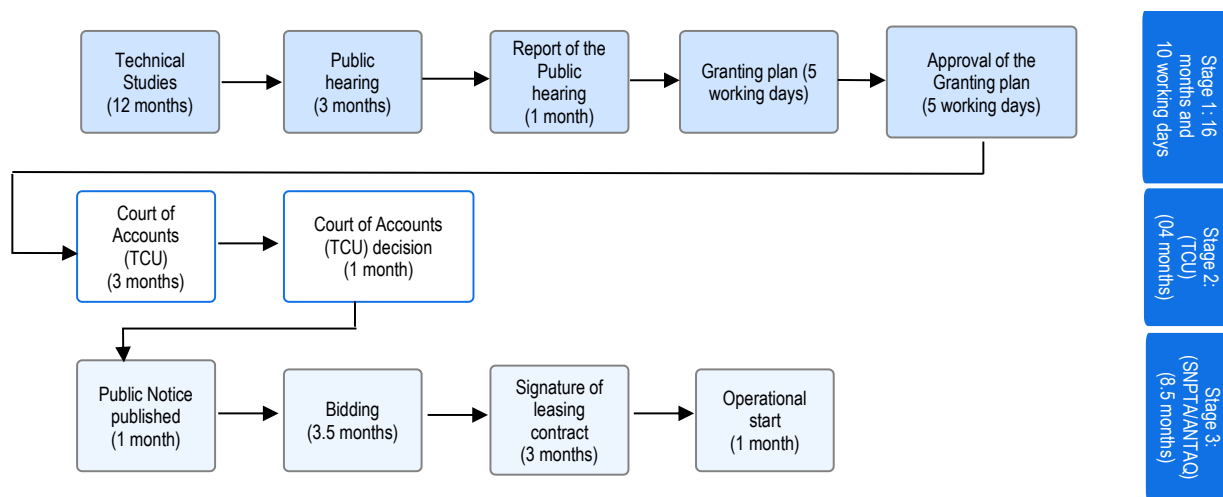 Technical
Studies
(12 months)
Public
hearing
(3 months)
Report of the
Public
hearing
(1 month)
Granting plan (5
working days)
Approval of the
Granting plan
(5 working days)
Stage 1: 16
months and
10 working days
Court of
Accounts
(TCU)
(3 months)
Court of Accounts
(TCU) decision
(1 month)
Stage 2:
(TCU)
(04 months)
Public Notice
published
(1 month)
Bidding
(3.5 months)
Signature of
leasing
contract
(3 months)
Operational
start
(1 month)
Stage 3:
(SNPTA/ANTAQ)
(8.5 months)